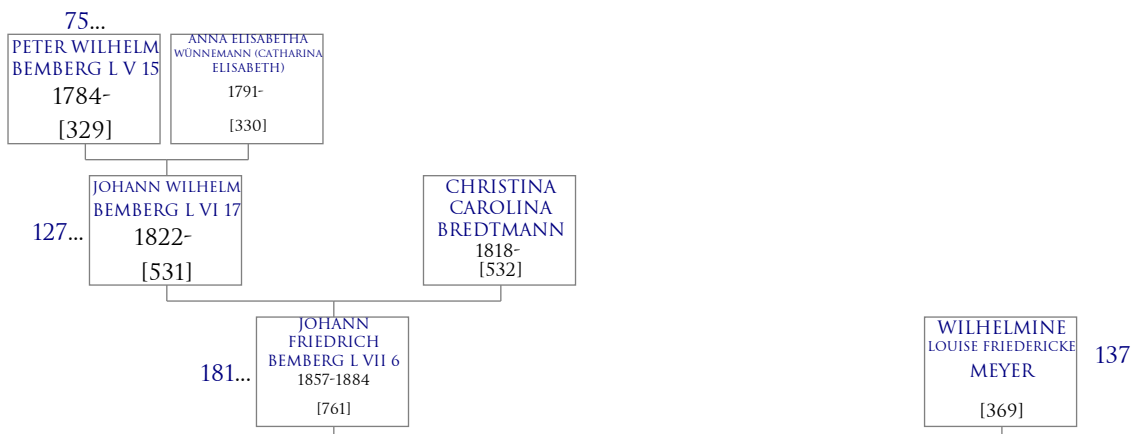 75...
PETER WILHELM
BEMBERG L V 15
1784-
[329]
ANNA ELISABETHA
WÜNNEMANN (CATHARINA
ELISABETH)
1791-
[330]
127...
JOHANN WILHELM
BEMBERG L VI 17
1822-
[531]
CHRISTINA
CAROLINA
BREDTMANN
1818-
[532]
181...
JOHANN
FRIEDRICH
BEMBERG L VII 6
1857-1884
[761]
WILHELMINE
LOUISE FRIEDERICKE
MEYER
[369]
137